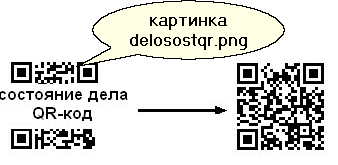 картинка
delosostqr.png
состояние дела
QR-код